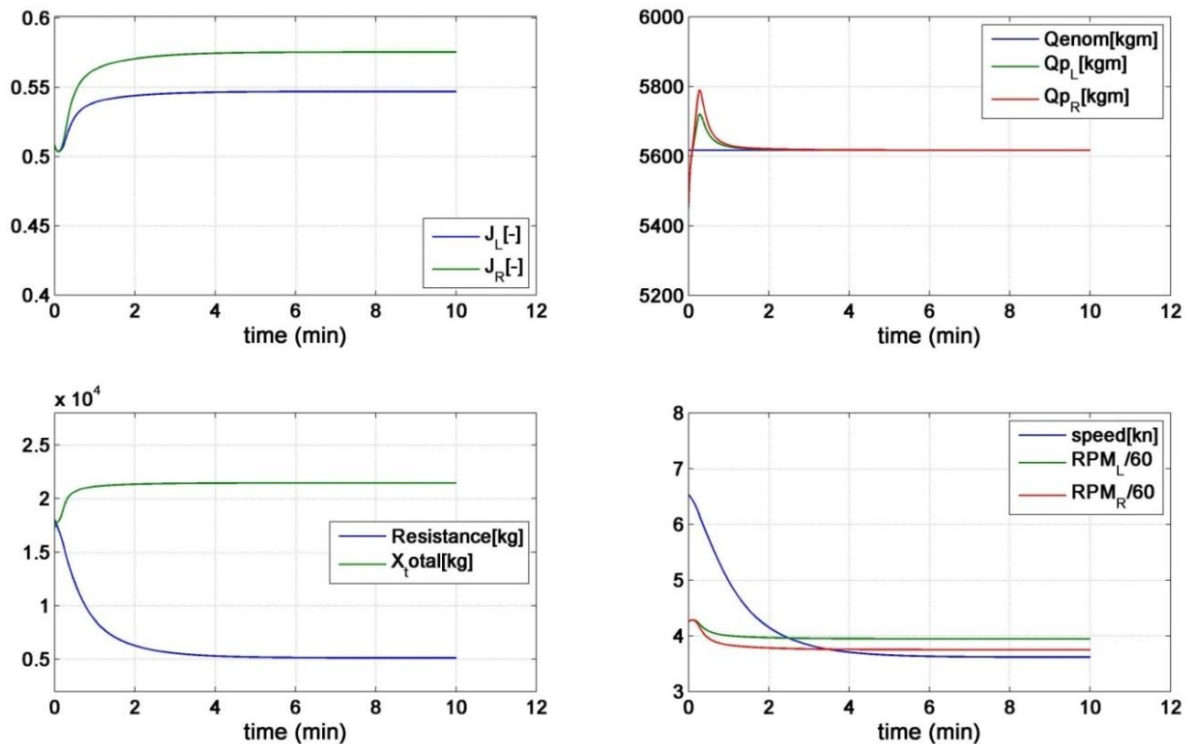 0.6
0.55
0.5
0.45
0.4
0 2 4 6 8 10 12
time (min)
J_L[-]
J_R[-]
6000
5800
5600
5400
5200
0 2 4 6 8 10 12
time (min)
Qenom[kgm]
Qp_L[kgm]
Qp_R[kgm]
x 10^4
2.5
2
1.5
1
0.5
0 2 4 6 8 10 12
time (min)
Resistance[kg]
X_total[kg]
8
7
6
5
4
3
0 2 4 6 8 10 12
time (min)
speed[kn]
RPM_L/60
RPM_R/60